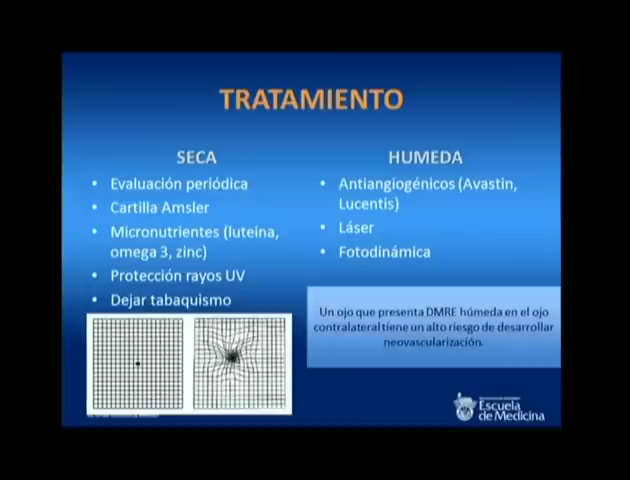 TRATAMIENTO
SECA
• Evaluación periódica
• Cartilla Amsler
• Micronutrientes (luteina,
omega 3, zinc)
• Protección rayos UV
• Dejar tabaquismo
HUMEDA
• Antiangiogénicos (Avastin,
Lucentis)
• Láser
• Fotodinámica
Un ojo que presenta DMRE húmeda en el ojo
contralateral tiene un alto riesgo de desarrollar
neovascularización.
Escuela
de Medicina